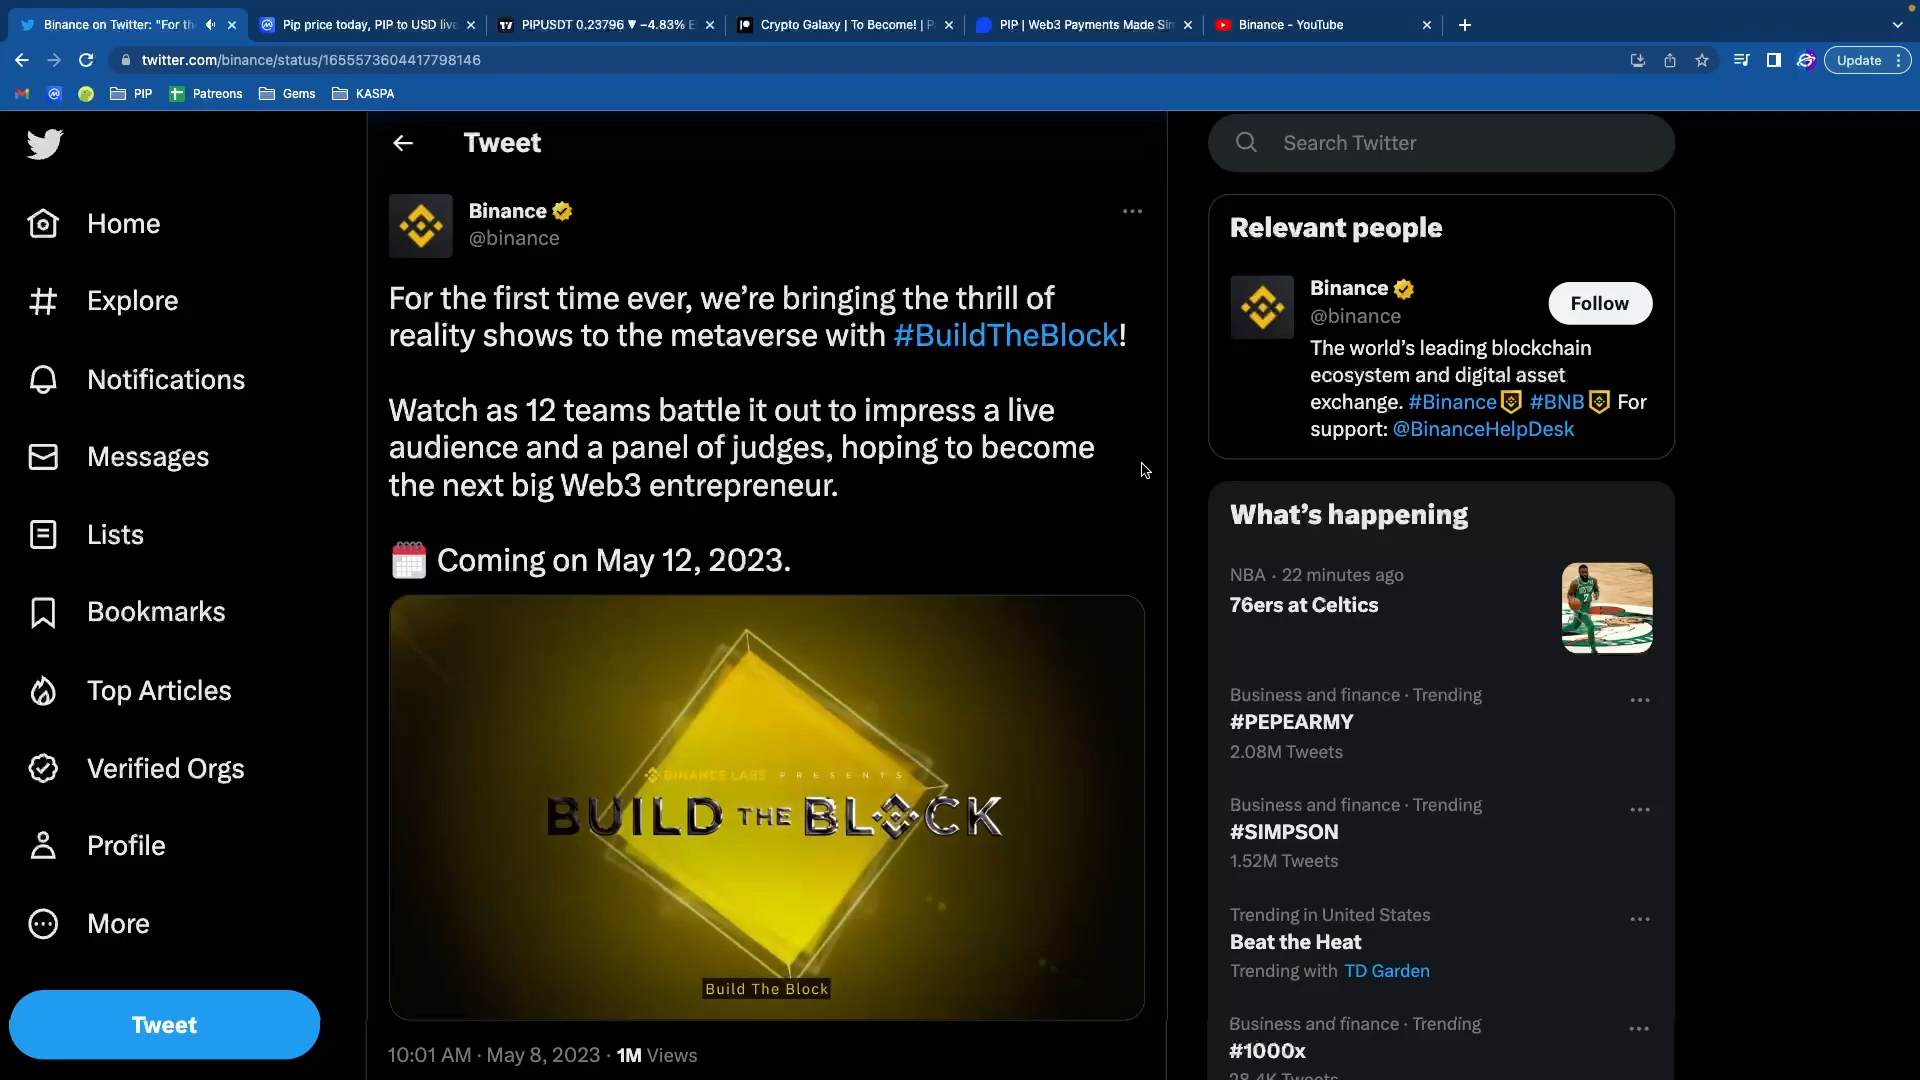 Binance on Twitter: "For th
Pip price today, PIP to USD live
PIPUSDT 0.23796 ▼ −4.83%
Crypto Galaxy | To Become! |
PIP | Web3 Payments Made Sim
Binance - YouTube
twitter.com/binance/status/1655573604417798146
Update
PIP
Patreons
Gems
KASPA
Home
Explore
Notifications
Messages
Lists
Bookmarks
Top Articles
Verified Orgs
Profile
More
Tweet
Tweet
Binance
@binance
For the first time ever, we’re bringing the thrill of
reality shows to the metaverse with #BuildTheBlock!
Watch as 12 teams battle it out to impress a live
audience and a panel of judges, hoping to become
the next big Web3 entrepreneur.
Coming on May 12, 2023.
BINANCE LABS PRESENTS
BUILD THE BLOCK
Build The Block
10:01 AM · May 8, 2023 · 1M Views
Search Twitter
Relevant people
Binance
@binance
Follow
The world’s leading blockchain
ecosystem and digital asset
exchange. #Binance #BNB For
support: @BinanceHelpDesk
What’s happening
NBA · 22 minutes ago
76ers at Celtics
Business and finance · Trending
#PEPEARMY
2.08M Tweets
Business and finance · Trending
#SIMPSON
1.52M Tweets
Trending in United States
Beat the Heat
Trending with TD Garden
Business and finance · Trending
#1000x
28.4K Tweets